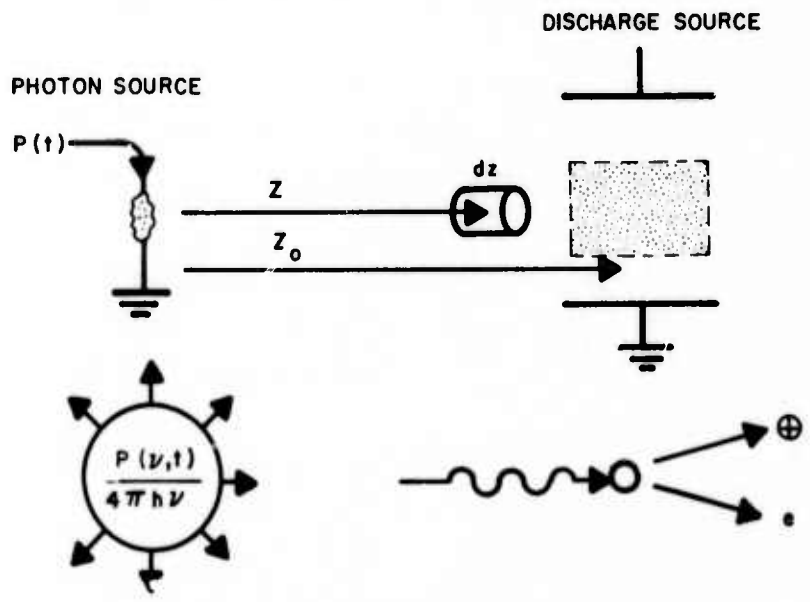 DISCHARGE SOURCE
PHOTON SOURCE
P(t)
Z
dz
Z₀
P(ν,t)
4πhν
⊕
e